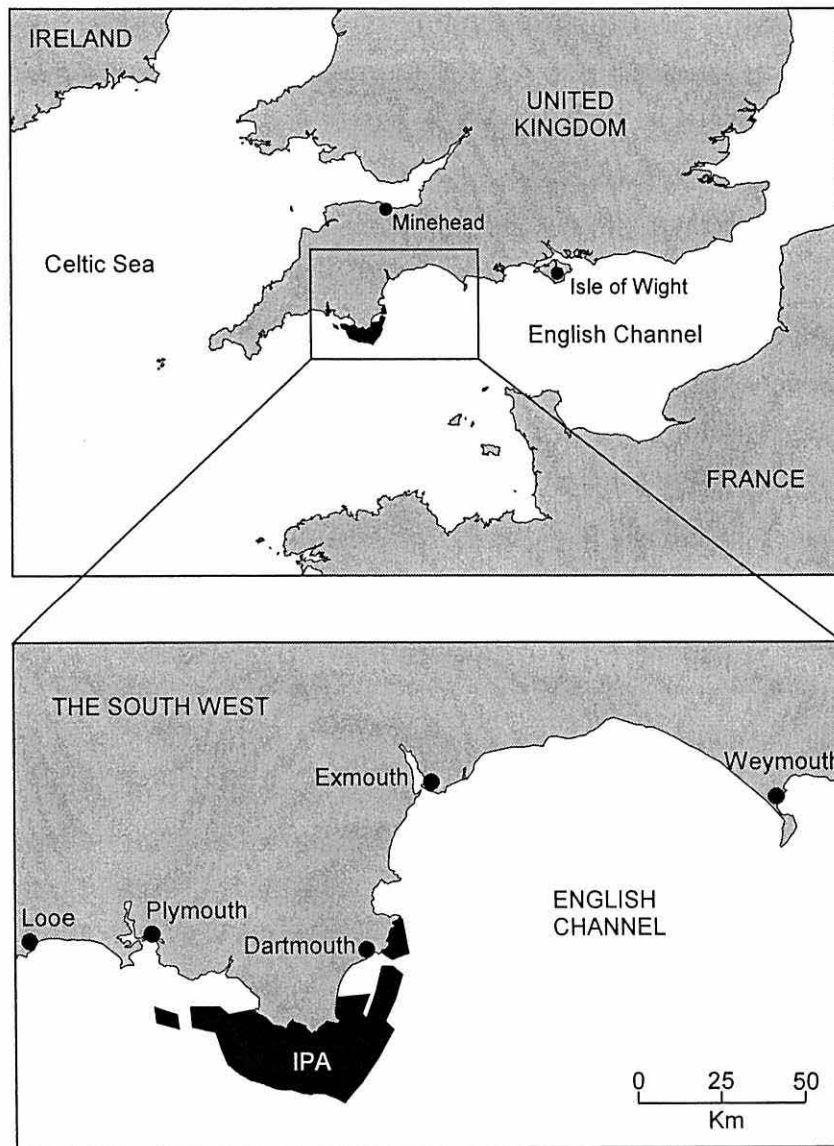 IRELAND
UNITED
KINGDOM
Minehead
Celtic Sea
Isle of Wight
English Channel
FRANCE
THE SOUTH WEST
Exmouth
Weymouth
ENGLISH
CHANNEL
Looe
Plymouth
Dartmouth
IPA
0 25 50
Km